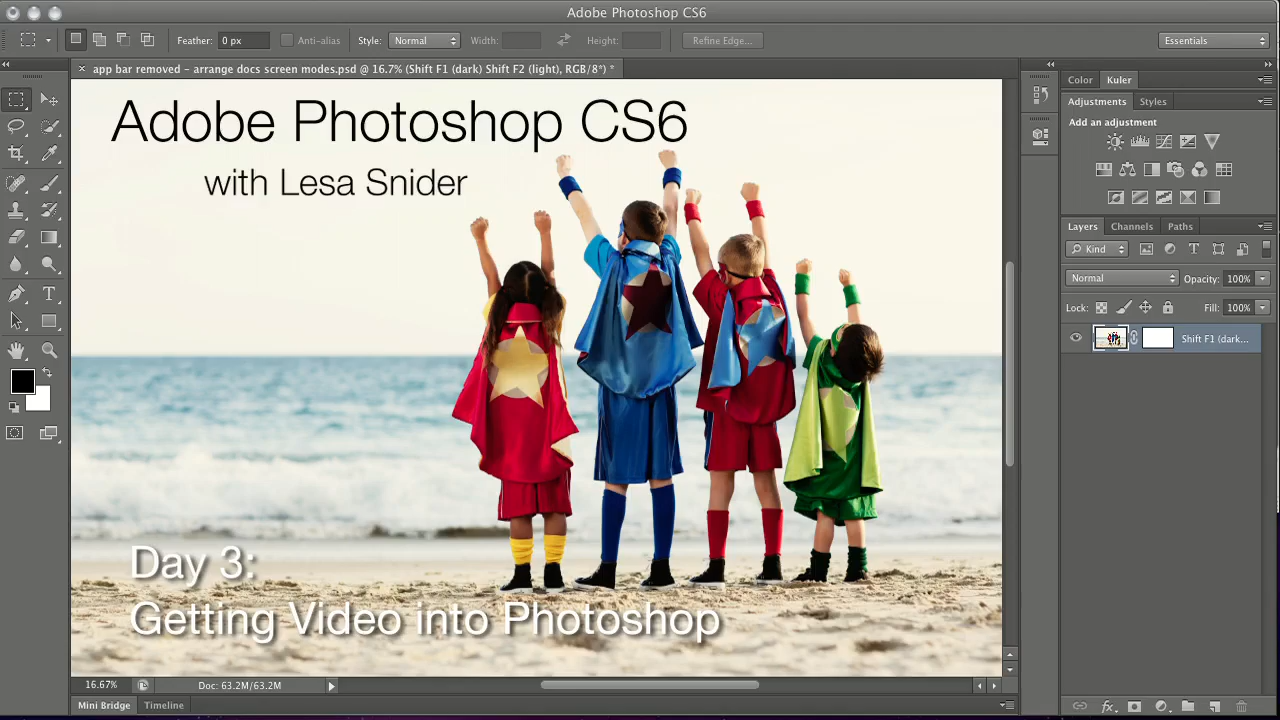 Adobe Photoshop CS6
Feather: 0 px Anti-alias Style: Normal Width: Height: Refine Edge... Essentials
app bar removed – arrange docs screen modes.psd @ 16.7% (Shift F1 (dark) Shift F2 (light), RGB/8*) *
Color Kuler
Adjustments Styles
Add an adjustment
Adobe Photoshop CS6
with Lesa Snider
Layers Channels Paths
Kind
Normal Opacity: 100%
Lock: Fill: 100%
Shift F1 (dark...
Day 3:
Getting Video into Photoshop
16.67% Doc: 63.2M/63.2M
Mini Bridge Timeline